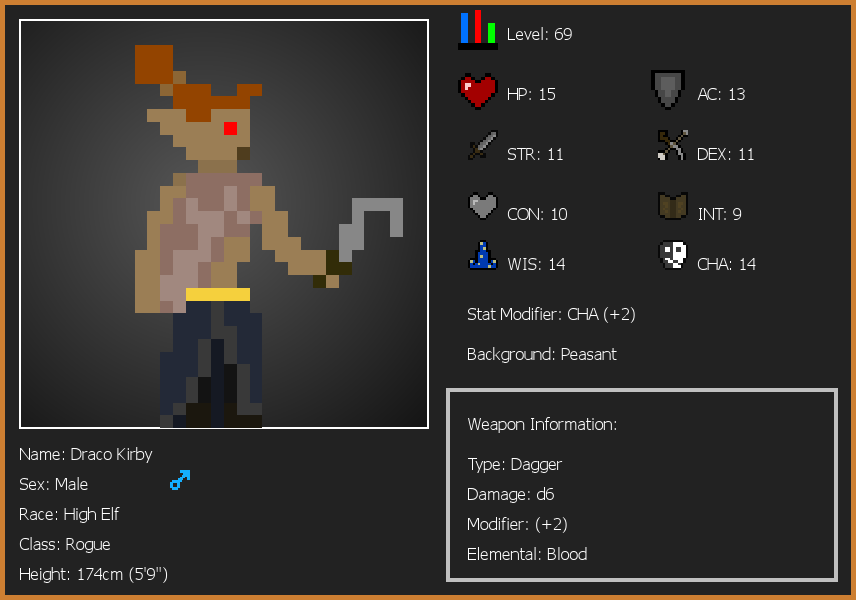 Level: 69
HP: 15
AC: 13
STR: 11
DEX: 11
CON: 10
INT: 9
WIS: 14
CHA: 14
Stat Modifier: CHA (+2)
Background: Peasant
Weapon Information:
Type: Dagger
Damage: d6
Modifier: (+2)
Elemental: Blood
Name: Draco Kirby
Sex: Male
Race: High Elf
Class: Rogue
Height: 174cm (5'9")